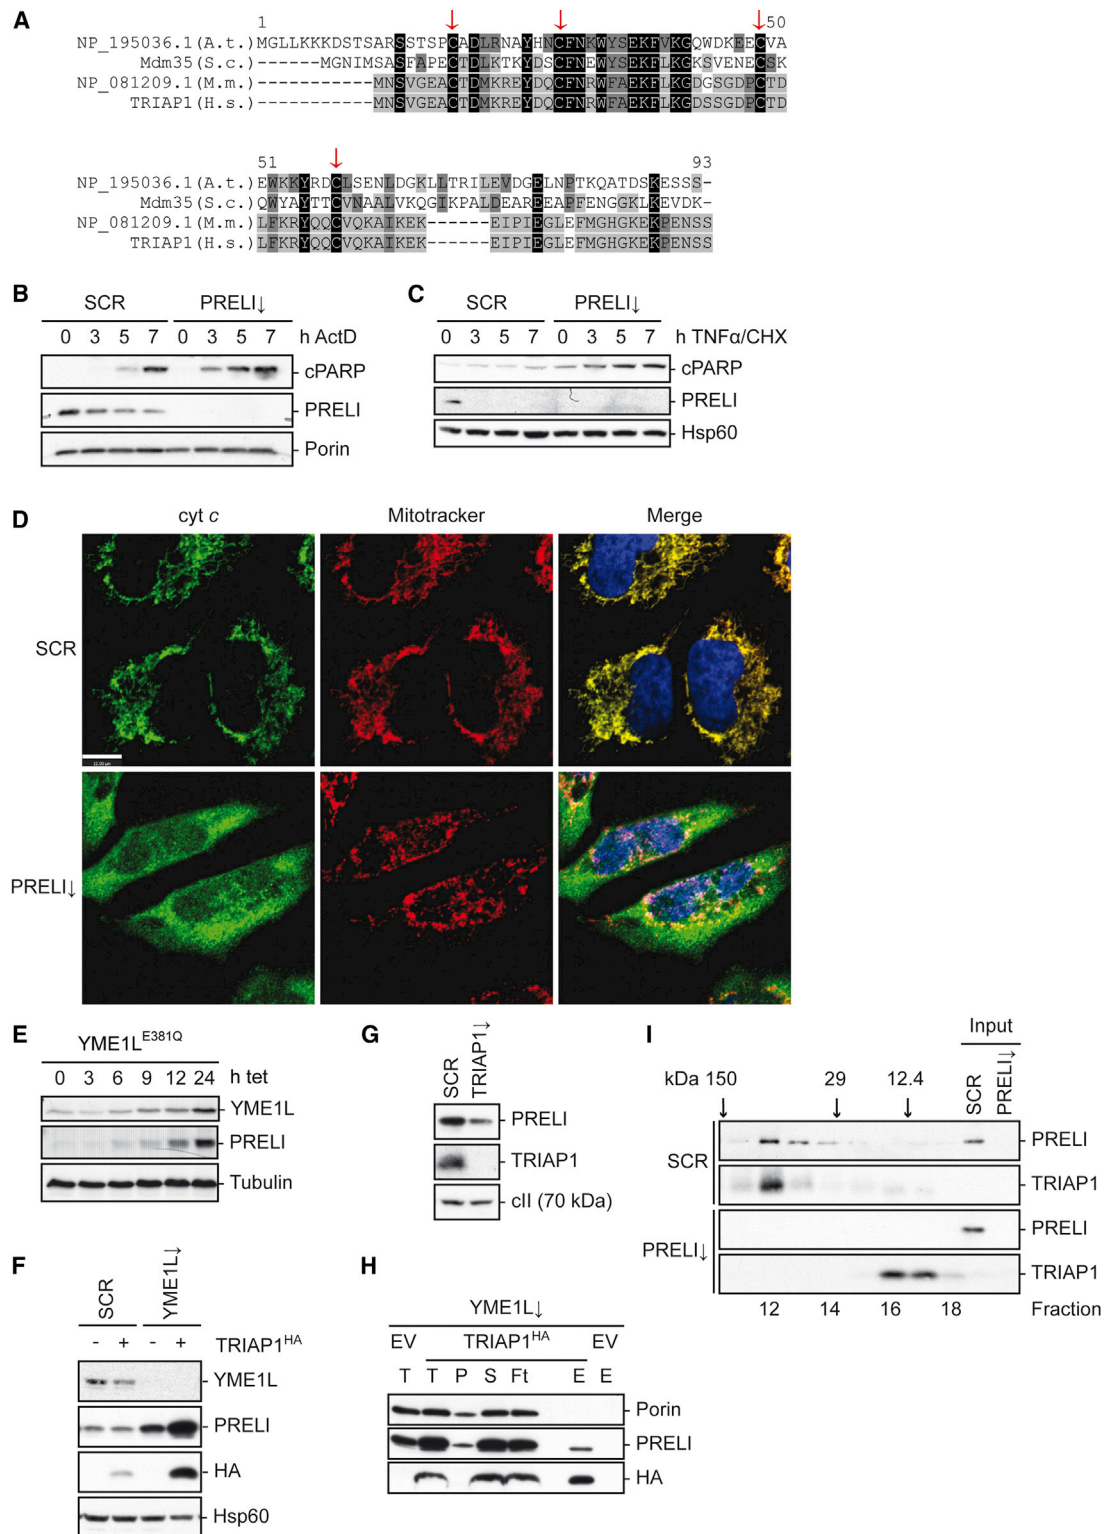 A
1 50
NP_195036.1(A.t.) MGLLKKKDSTSARSSTSPCADLRNAYHNCFNKWYSEKFVKGQWDKEECVA
Mdm35(S.c.) ------MGNIMSASFAPECTDLKTKYDSCFNEWYSEKFLKGKSVENECSK
NP_081209.1(M.m.) -----------MNSVGEACTDMKREYDQCFNRWFAEKFLKGDGSGDPCTD
TRIAP1(H.s.) -----------MNSVGEACTDMKREYDQCFNRWFAEKFLKGDSSGDPCTD
51 93
NP_195036.1(A.t.) EWKKYRDCLSENLDGKLLTRILEVDGELNPTKQATDSKESSS-
Mdm35(S.c.) QWYAYTTCVNAALVKQGIKPALDEAREEAPFENGGKLKEVDK-
NP_081209.1(M.m.) LFKRYQQCVQKAIKEK------EIPIEGLEFMGHGKEKPENSS
TRIAP1(H.s.) LFKRYQQCVQKAIKEK------EIPIEGLEFMGHGKEKPENSS
B
SCR PRELI↓
0 3 5 7 0 3 5 7 h ActD
cPARP
PRELI
Porin
C
SCR PRELI↓
0 3 5 7 0 3 5 7 h TNFα/CHX
cPARP
PRELI
Hsp60
D
cyt c Mitotracker Merge
SCR
PRELI↓
E
YME1L^E381Q
0 3 6 9 12 24 h tet
YME1L
PRELI
Tubulin
F
SCR YME1L↓
- + - + TRIAP1^HA
YME1L
PRELI
HA
Hsp60
G
SCR TRIAP1↓
PRELI
TRIAP1
cII (70 kDa)
H
YME1L↓
EV TRIAP1^HA EV
T T P S Ft E E
Porin
PRELI
HA
I
Input
kDa 150 29 12.4 SCR PRELI↓
SCR
PRELI
TRIAP1
PRELI↓
PRELI
TRIAP1
12 14 16 18 Fraction